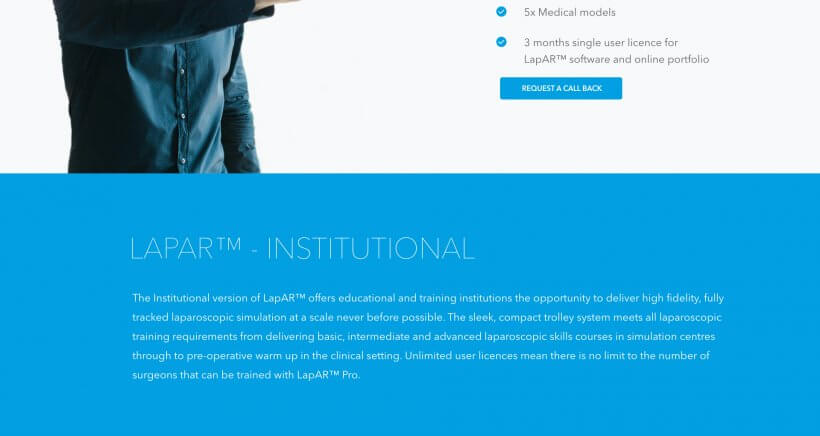 5x Medical models
3 months single user licence for
LapAR™ software and online portfolio
REQUEST A CALL BACK
LAPAR™ - INSTITUTIONAL
The Institutional version of LapAR™ offers educational and training institutions the opportunity to deliver high fidelity, fully
tracked laparoscopic simulation at a scale never before possible. The sleek, compact trolley system meets all laparoscopic
training requirements from delivering basic, intermediate and advanced laparoscopic skills courses in simulation centres
through to pre-operative warm up in the clinical setting. Unlimited user licences mean there is no limit to the number of
surgeons that can be trained with LapAR™ Pro.